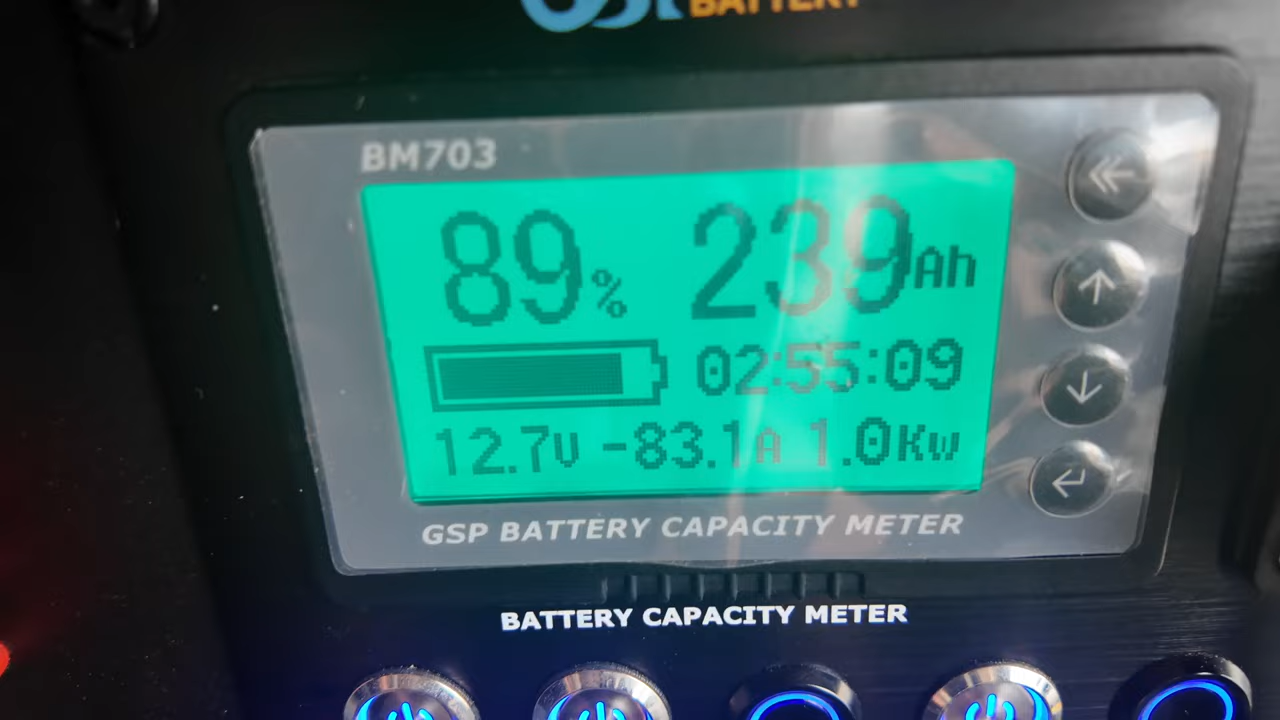 BATTERY
BM703
89% 239Ah
02:55:09
12.7V -83.1A 1.0Kw
GSP BATTERY CAPACITY METER
BATTERY CAPACITY METER